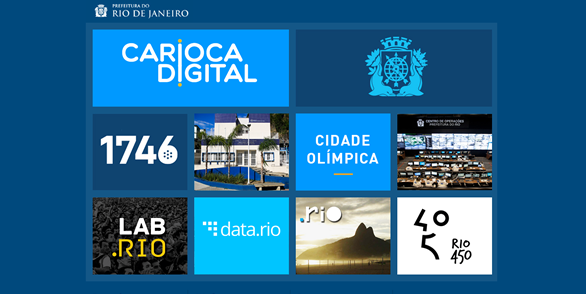 PREFEITURA DO
RIO DE JANEIRO
CARIOCA
DIGITAL
1746
CIDADE
OLÍMPICA
CENTRO DE OPERAÇÕES
PREFEITURA DO RIO
LAB
.RIO
data.rio
.rio
450
RIO
450